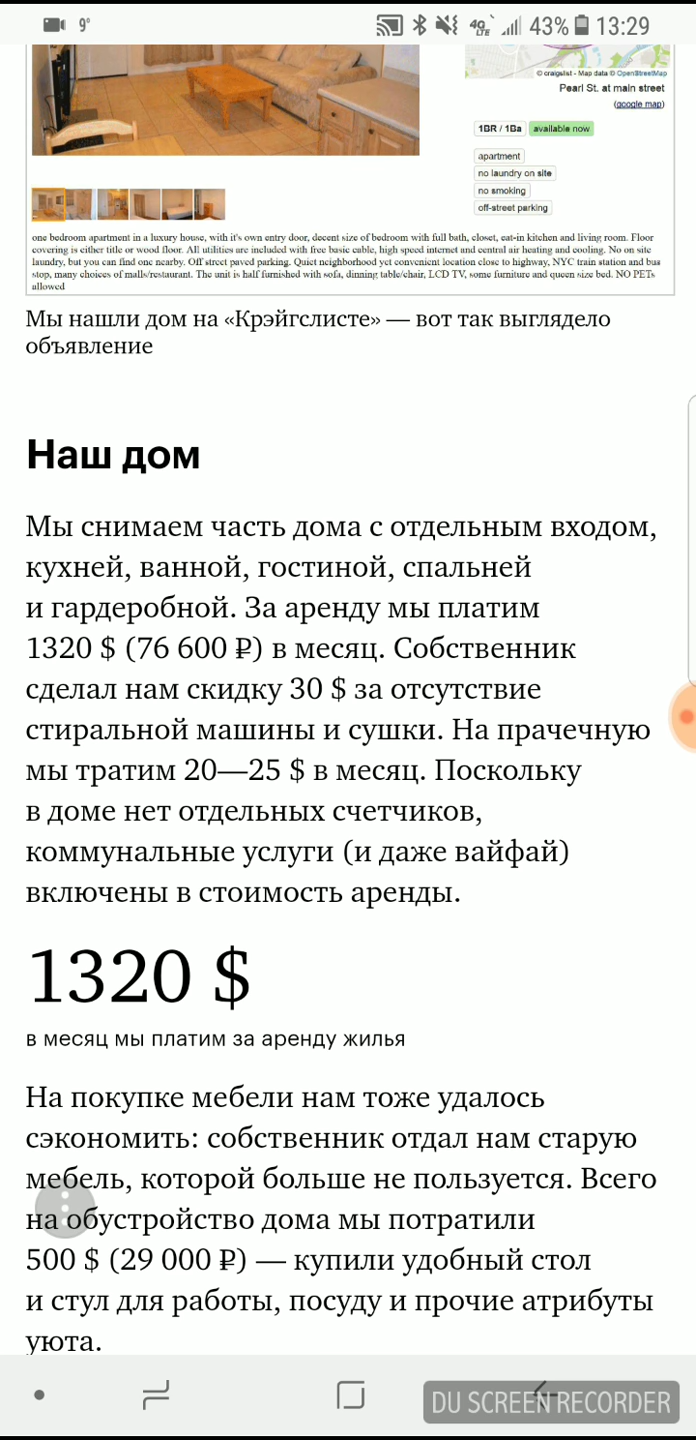 9°
4G LTE 43% 13:29
© craigslist - Map data © OpenStreetMap
Pearl St. at main street
(google map)
1BR / 1Ba available now
apartment
no laundry on site
no smoking
off-street parking
one bedroom apartment in a luxury house, with it's own entry door, decent size of bedroom with full bath, closet, eat-in kitchen and living room. Floor
covering is either title or wood floor. All utilities are included with free basic cable, high speed internet and central air heating and cooling. No on site
laundry, but you can find one nearby. Off street paved parking. Quiet neighborhood yet convenient location close to highway, NYC train station and bus
stop, many choices of malls/restaurant. The unit is half furnished with sofa, dinning table/chair, LCD TV, some furniture and queen size bed. NO PETs
allowed
Мы нашли дом на «Крэйгслисте» — вот так выглядело
объявление
Наш дом
Мы снимаем часть дома с отдельным входом,
кухней, ванной, гостиной, спальней
и гардеробной. За аренду мы платим
1320 $ (76 600 ₽) в месяц. Собственник
сделал нам скидку 30 $ за отсутствие
стиральной машины и сушки. На прачечную
мы тратим 20—25 $ в месяц. Поскольку
в доме нет отдельных счетчиков,
коммунальные услуги (и даже вайфай)
включены в стоимость аренды.
1320 $
в месяц мы платим за аренду жилья
На покупке мебели нам тоже удалось
сэкономить: собственник отдал нам старую
мебель, которой больше не пользуется. Всего
на обустройство дома мы потратили
500 $ (29 000 ₽) — купили удобный стол
и стул для работы, посуду и прочие атрибуты
уюта.
DU SCREEN RECORDER